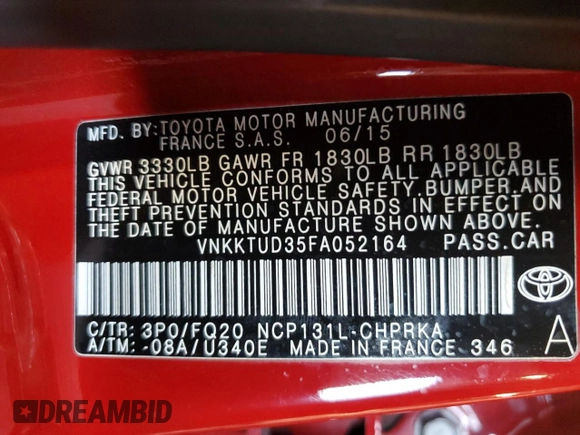 MFD. BY: TOYOTA MOTOR MANUFACTURING
FRANCE S.A.S. 06/15
GVWR 3330LB GAWR FR 1830LB RR 1830LB
THIS VEHICLE CONFORMS TO ALL APPLICABLE
FEDERAL MOTOR VEHICLE SAFETY,BUMPER,AND
THEFT PREVENTION STANDARDS IN EFFECT ON
THE DATE OF MANUFACTURE SHOWN ABOVE.
VNKKTUD35FA052164 PASS.CAR
C/TR: 3P0/FQ20 NCP131L-CHPRKA
A/TM: -08A/U340E MADE IN FRANCE 346
A
DREAMBID